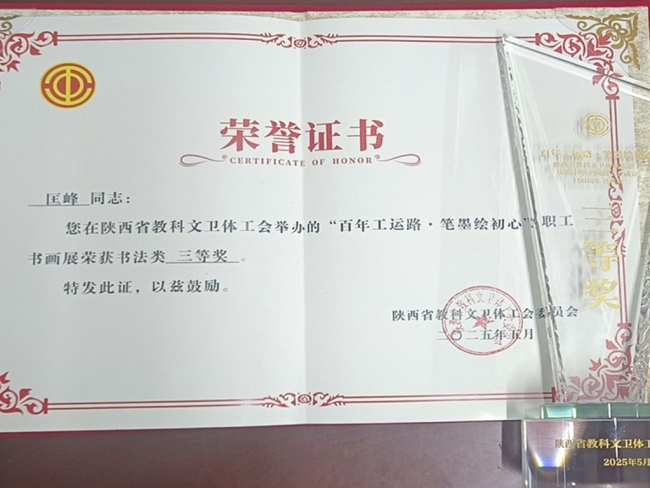 荣誉证书
CERTIFICATE OF HONOR
匡峰 同志：
您在陕西省教科文卫体工会举办的“百年工运路·笔墨绘初心”职工
书画展荣获书法类 三等奖 。
特发此证，以兹鼓励。
陕西省教科文卫体工会委员会
二〇二五年五月
三等奖
陕西省教科文卫体工
2025年5月